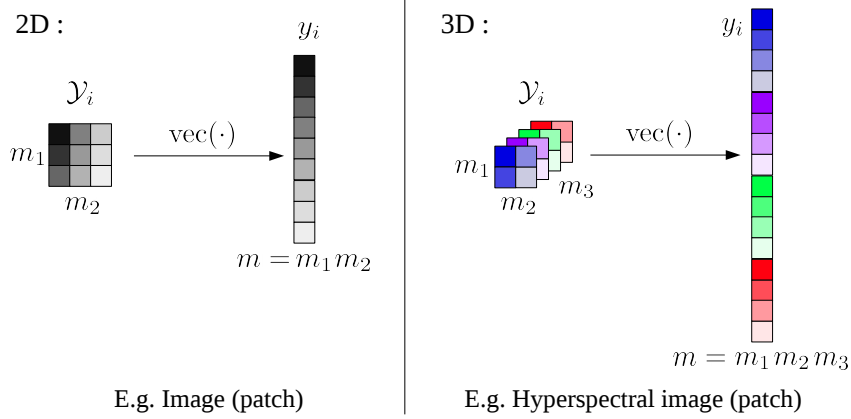 2D :
y_i
𝒴_i
m_1
vec(·)
m_2
m = m_1 m_2
E.g. Image (patch)
3D :
y_i
𝒴_i
m_1
vec(·)
m_3
m_2
m = m_1 m_2 m_3
E.g. Hyperspectral image (patch)